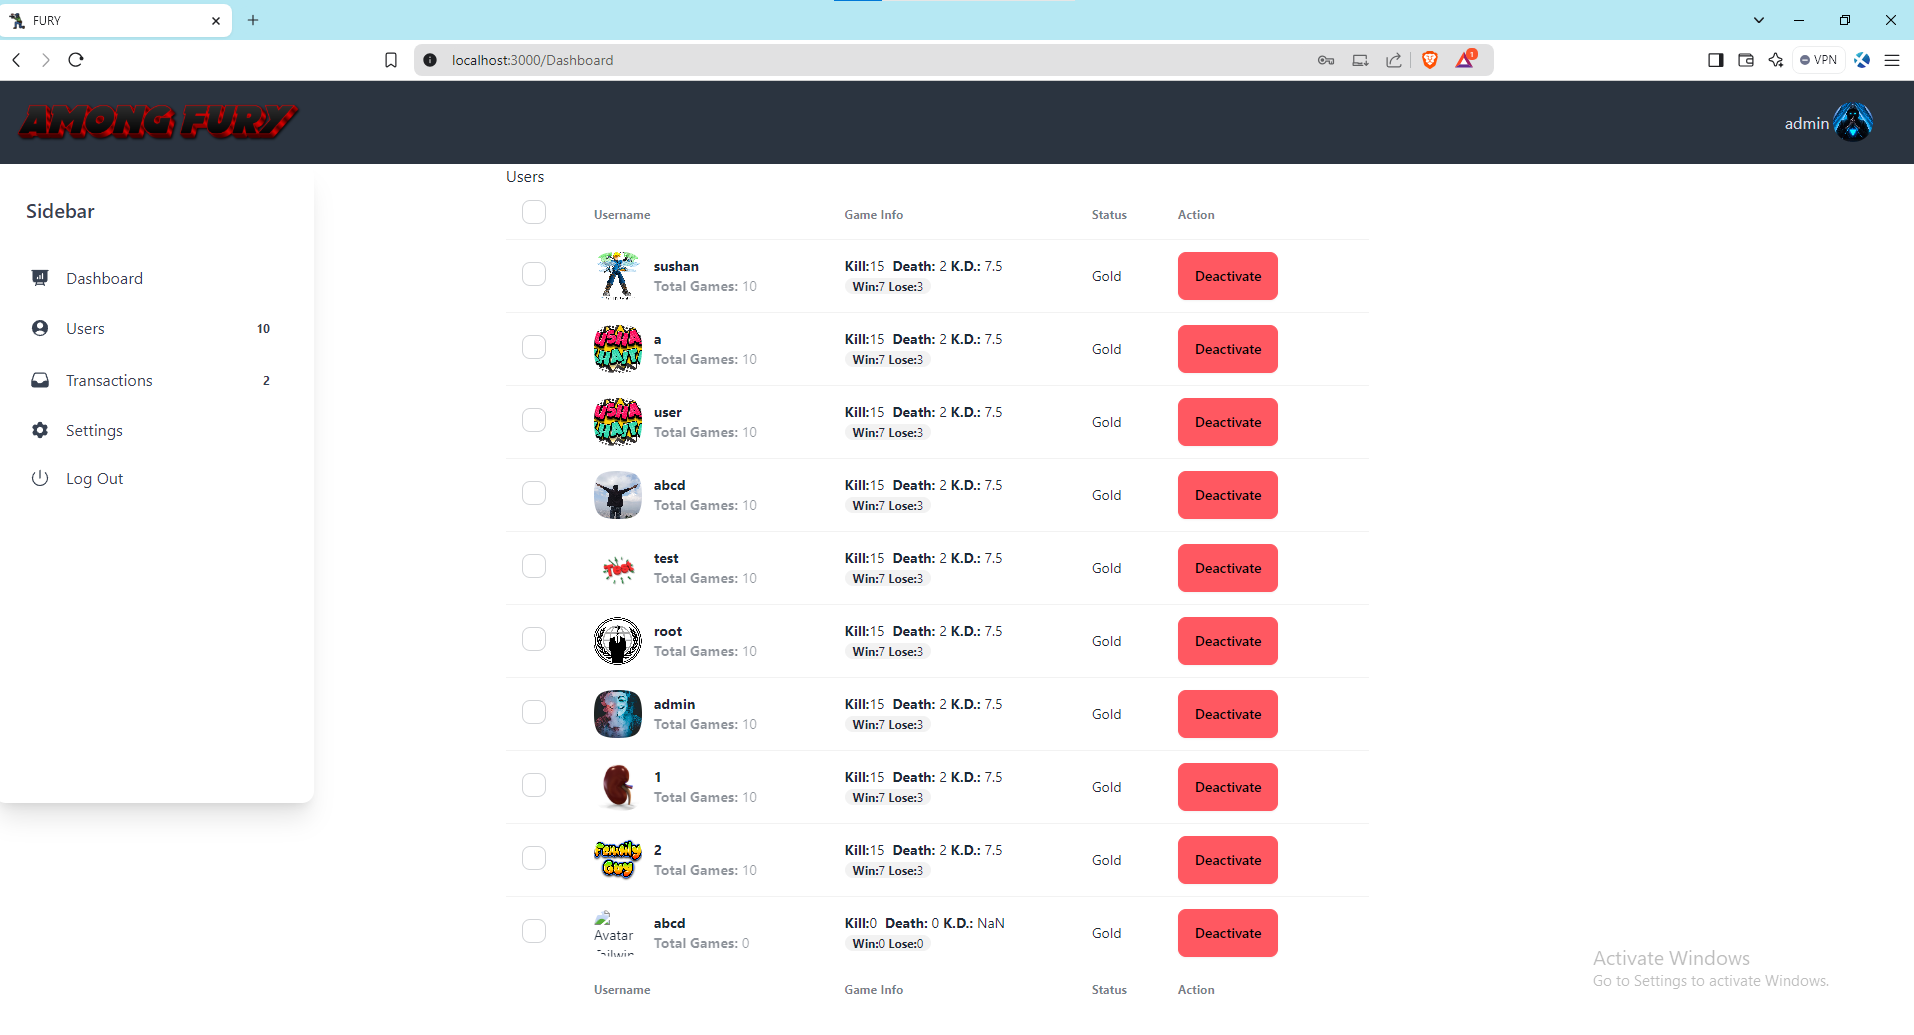 FURY
localhost:3000/Dashboard
1
VPN
AMONG FURY
admin
Sidebar
Dashboard
Users 10
Transactions 2
Settings
Log Out
Users
Username Game Info Status Action
sushan Kill:15 Death: 2 K.D.: 7.5 Gold Deactivate
Total Games: 10 Win:7 Lose:3
a Kill:15 Death: 2 K.D.: 7.5 Gold Deactivate
Total Games: 10 Win:7 Lose:3
user Kill:15 Death: 2 K.D.: 7.5 Gold Deactivate
Total Games: 10 Win:7 Lose:3
abcd Kill:15 Death: 2 K.D.: 7.5 Gold Deactivate
Total Games: 10 Win:7 Lose:3
Test
test Kill:15 Death: 2 K.D.: 7.5 Gold Deactivate
Total Games: 10 Win:7 Lose:3
root Kill:15 Death: 2 K.D.: 7.5 Gold Deactivate
Total Games: 10 Win:7 Lose:3
admin Kill:15 Death: 2 K.D.: 7.5 Gold Deactivate
Total Games: 10 Win:7 Lose:3
1 Kill:15 Death: 2 K.D.: 7.5 Gold Deactivate
Total Games: 10 Win:7 Lose:3
Family
Guy
2 Kill:15 Death: 2 K.D.: 7.5 Gold Deactivate
Total Games: 10 Win:7 Lose:3
Avatar
abcd Kill:0 Death: 0 K.D.: NaN Gold Deactivate
Total Games: 0 Win:0 Lose:0
Username Game Info Status Action
Activate Windows
Go to Settings to activate Windows.